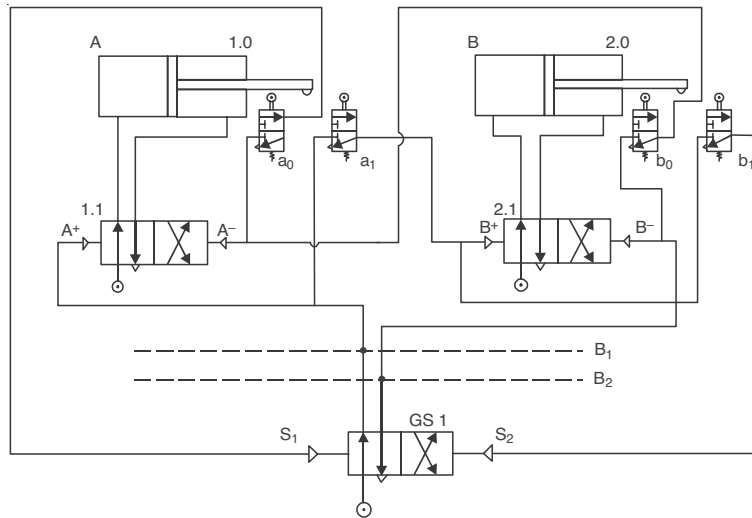 A 1.0 B 2.0
a₀ a₁ b₀ b₁
1.1 2.1
A⁺ A⁻ B⁺ B⁻
B₁
B₂
GS 1
S₁ S₂